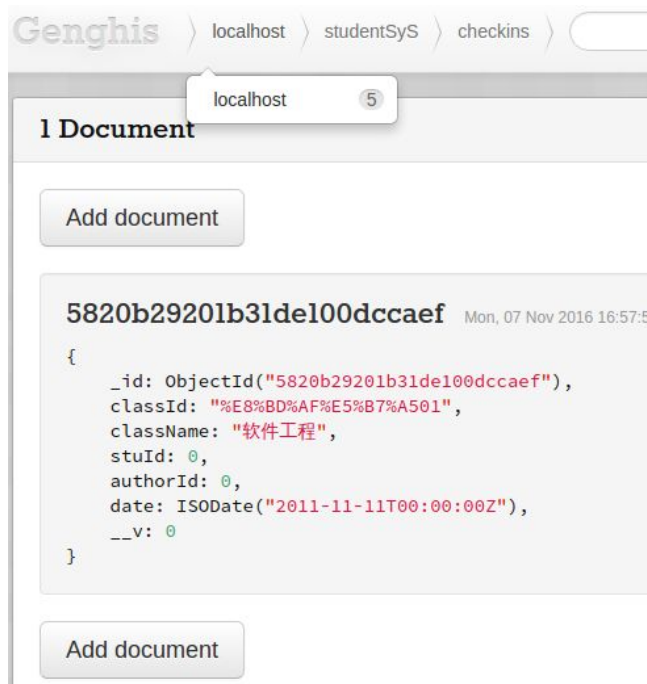 Genghis localhost studentSyS checkins
localhost 5
1 Document
Add document
5820b29201b31de100dccaef Mon, 07 Nov 2016 16:57:5
{
_id: ObjectId("5820b29201b31de100dccaef"),
classId: "%E8%BD%AF%E5%B7%A501",
className: "软件工程",
stuId: 0,
authorId: 0,
date: ISODate("2011-11-11T00:00:00Z"),
__v: 0
}
Add document